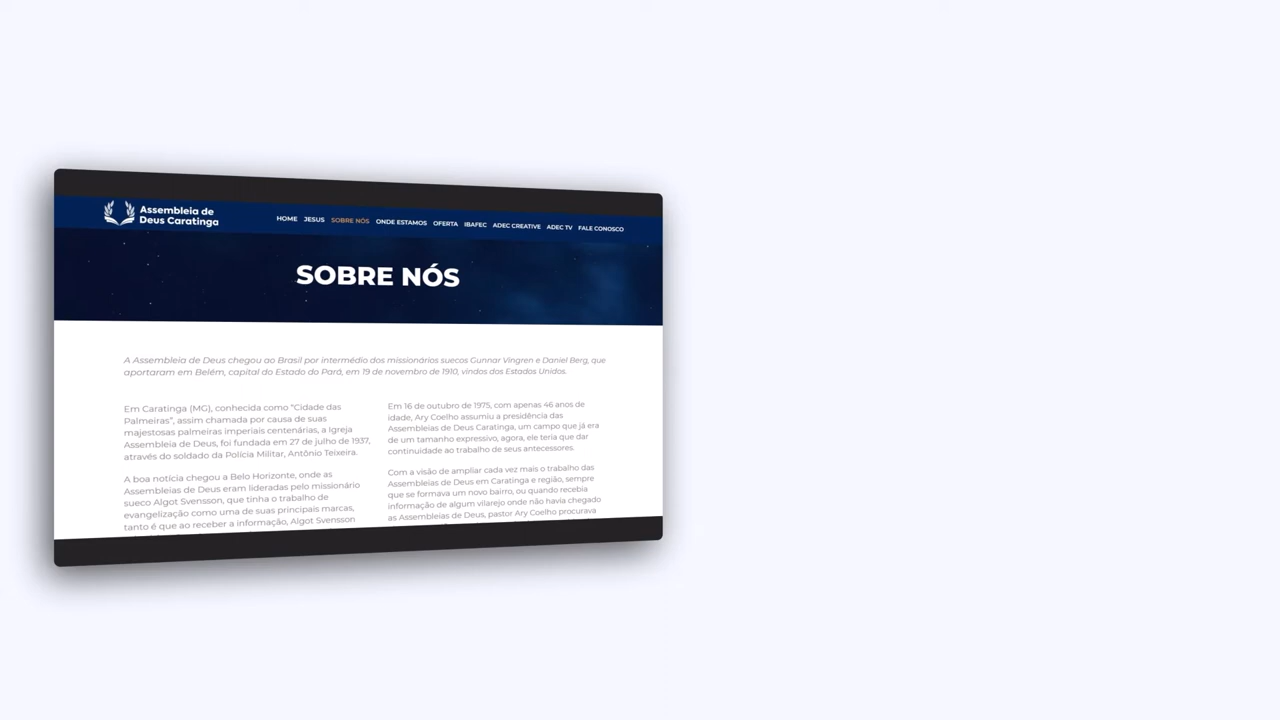 Assembleia de
Deus Caratinga
HOME JESUS SOBRE NÓS ONDE ESTAMOS OFERTA IBAFEC ADEC CREATIVE ADEC TV FALE CONOSCO
SOBRE NÓS
A Assembleia de Deus chegou ao Brasil por intermédio dos missionários suecos Gunnar Vingren e Daniel Berg, que
aportaram em Belém, capital do Estado do Pará, em 19 de novembro de 1910, vindos dos Estados Unidos.
Em Caratinga (MG), conhecida como “Cidade das
Palmeiras”, assim chamada por causa de suas
majestosas palmeiras imperiais centenárias, a Igreja
Assembleia de Deus, foi fundada em 27 de julho de 1937,
através do soldado da Polícia Militar, Antônio Teixeira.
A boa notícia chegou a Belo Horizonte, onde as
Assembleias de Deus eram lideradas pelo missionário
sueco Algot Svensson, que tinha o trabalho de
evangelização como uma de suas principais marcas,
tanto é que ao receber a informação, Algot Svensson
Em 16 de outubro de 1975, com apenas 46 anos de
idade, Ary Coelho assumiu a presidência das
Assembleias de Deus Caratinga, um campo que já era
de um tamanho expressivo, agora, ele teria que dar
continuidade ao trabalho de seus antecessores.
Com a visão de ampliar cada vez mais o trabalho das
Assembleias de Deus em Caratinga e região, sempre
que se formava um novo bairro, ou quando recebia
informação de algum vilarejo onde não havia chegado
as Assembleias de Deus, pastor Ary Coelho procurava